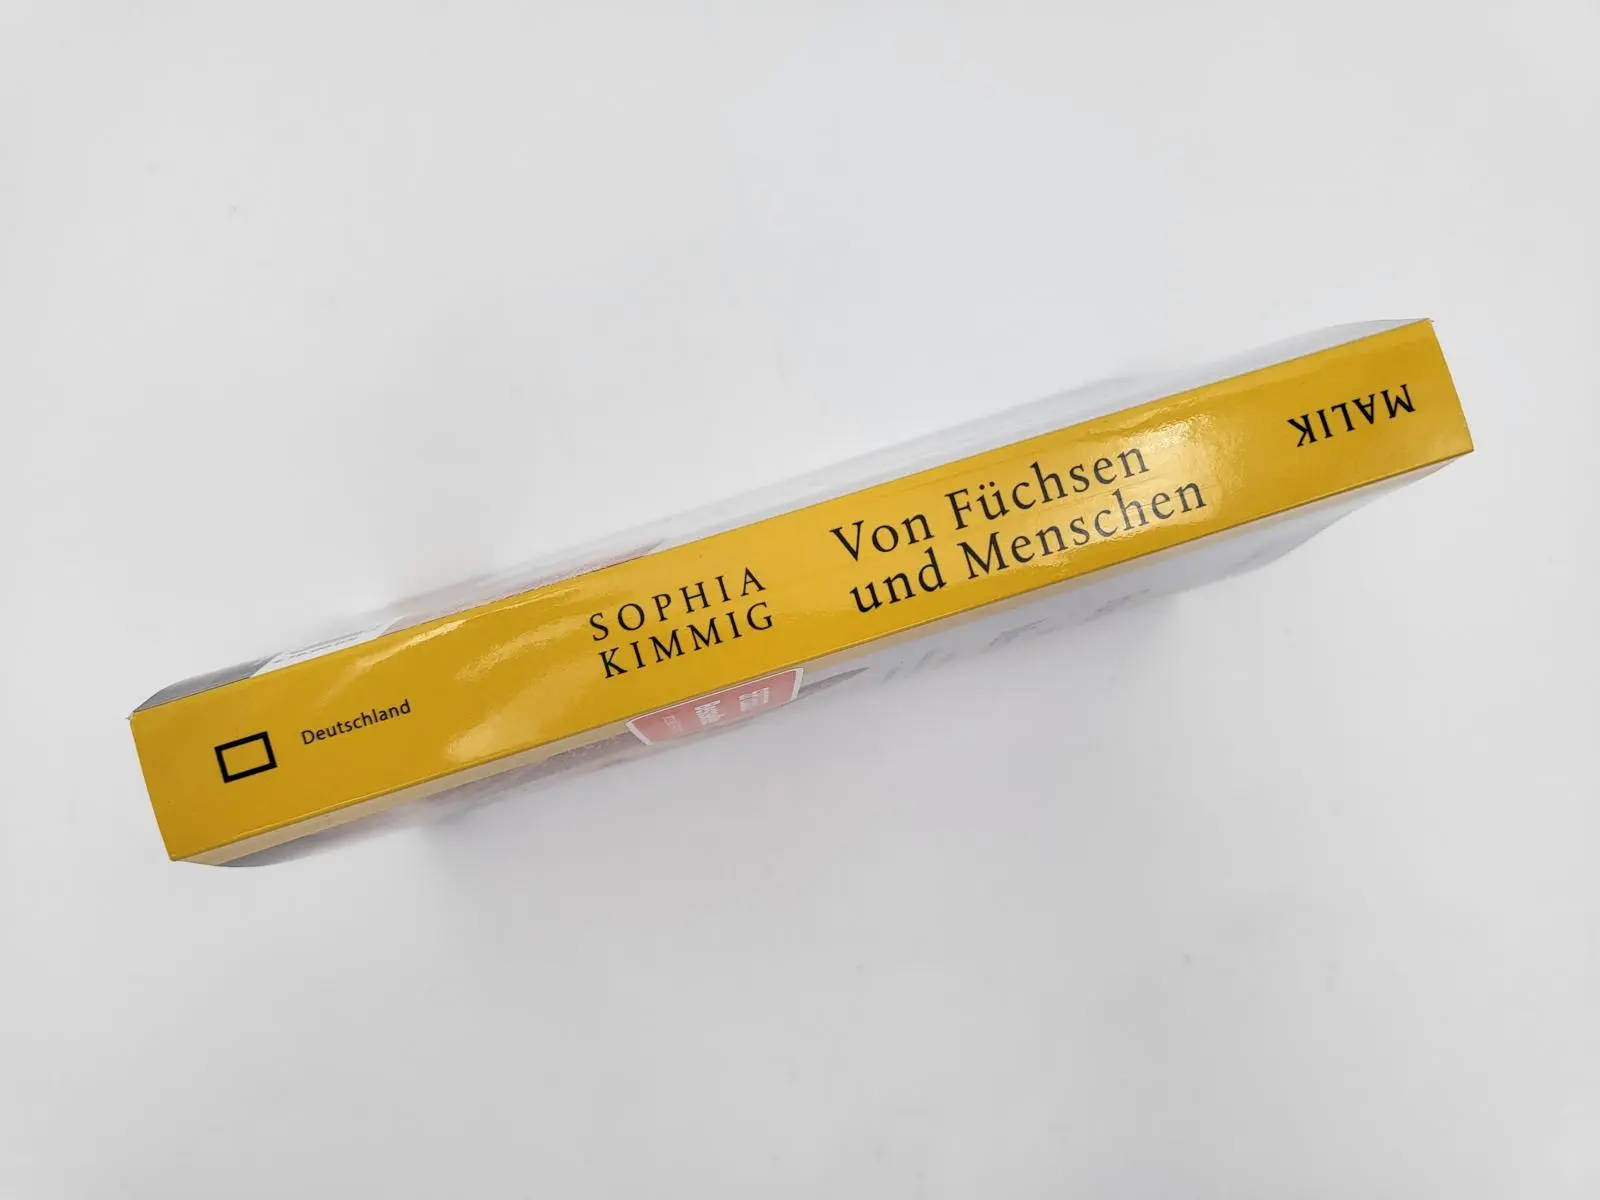 Deutschland
SOPHIA
KIMMIG
Von Füchsen
und Menschen
MALIK